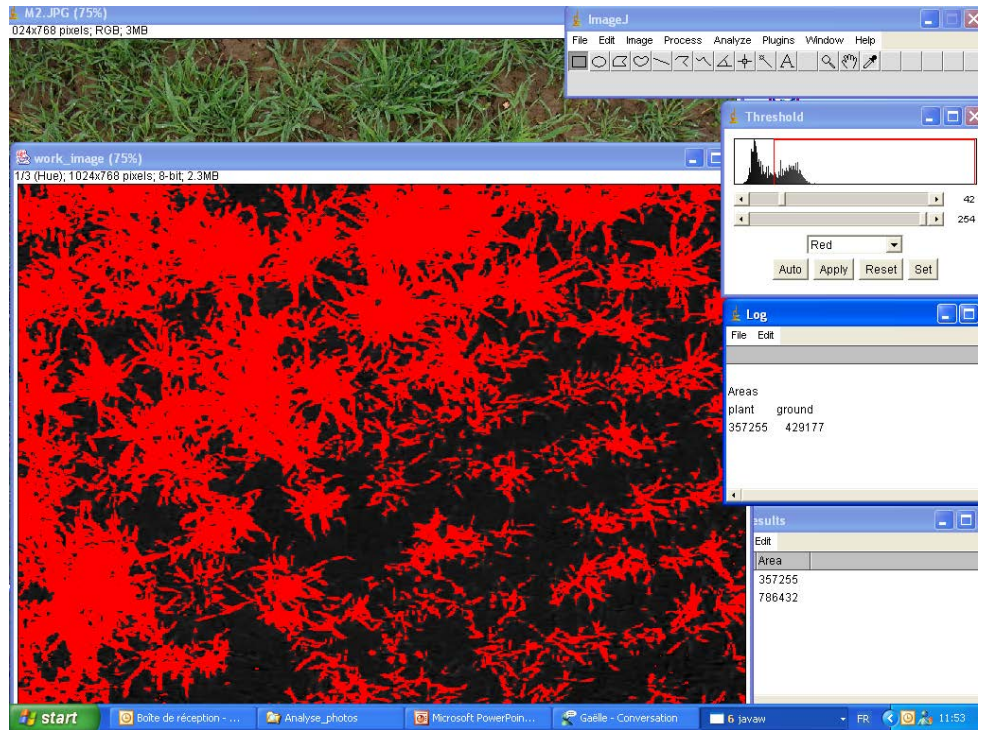 M2.JPG (75%)
024x768 pixels; RGB; 3MB
ImageJ
File Edit Image Process Analyze Plugins Window Help
A
Threshold
42
254
Red
Auto Apply Reset Set
work_image (75%)
1/3 (Hue); 1024x768 pixels; 8-bit; 2.3MB
Log
File Edit
Areas
plant ground
357255 429177
esults
Edit
Area
357255
786432
start
Boîte de réception - ...
Analyse_photos
Microsoft PowerPoin...
Gaëlle - Conversation
6 javaw
FR
11:53